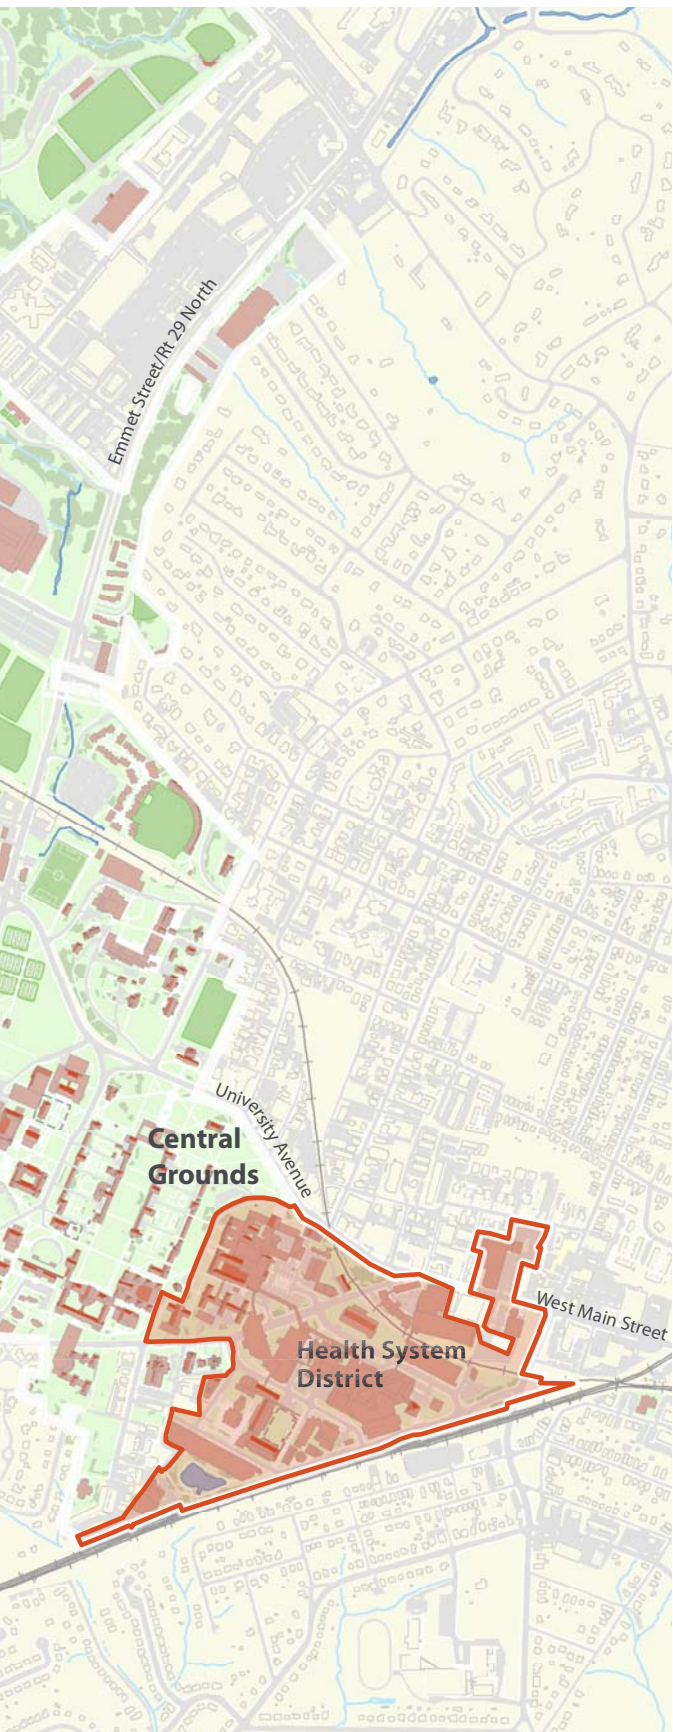 Emmet Street/Rt 29 North
University Avenue
Central
Grounds
West Main Street
Health System
District